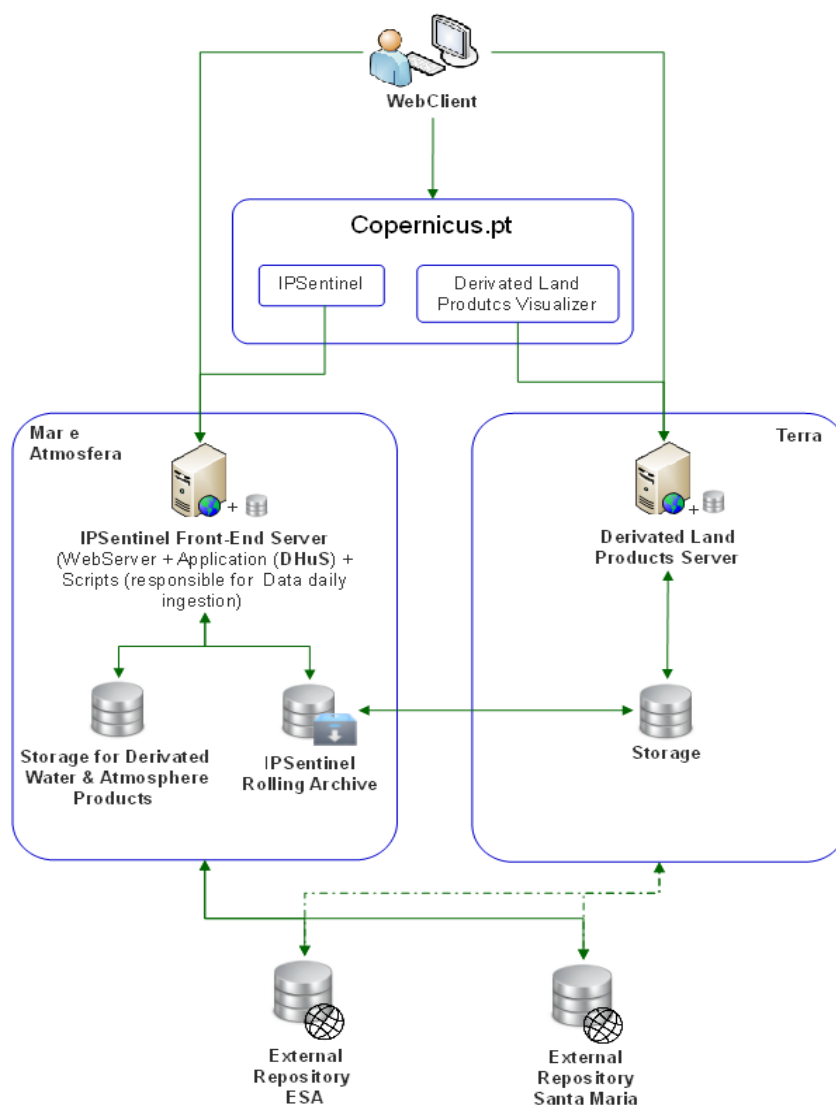 WebClient
Copernicus.pt
IPSentinel
Derivated Land
Produtcs Visualizer
Mar e
Atmosfera
+
IPSentinel Front-End Server
(WebServer + Application (DHuS) +
Scripts (responsible for Data daily
ingestion)
Storage for Derivated
Water & Atmosphere
Products
IPSentinel
Rolling Archive
Terra
+
Derivated Land
Products Server
Storage
External
Repository
ESA
External
Repository
Santa Maria